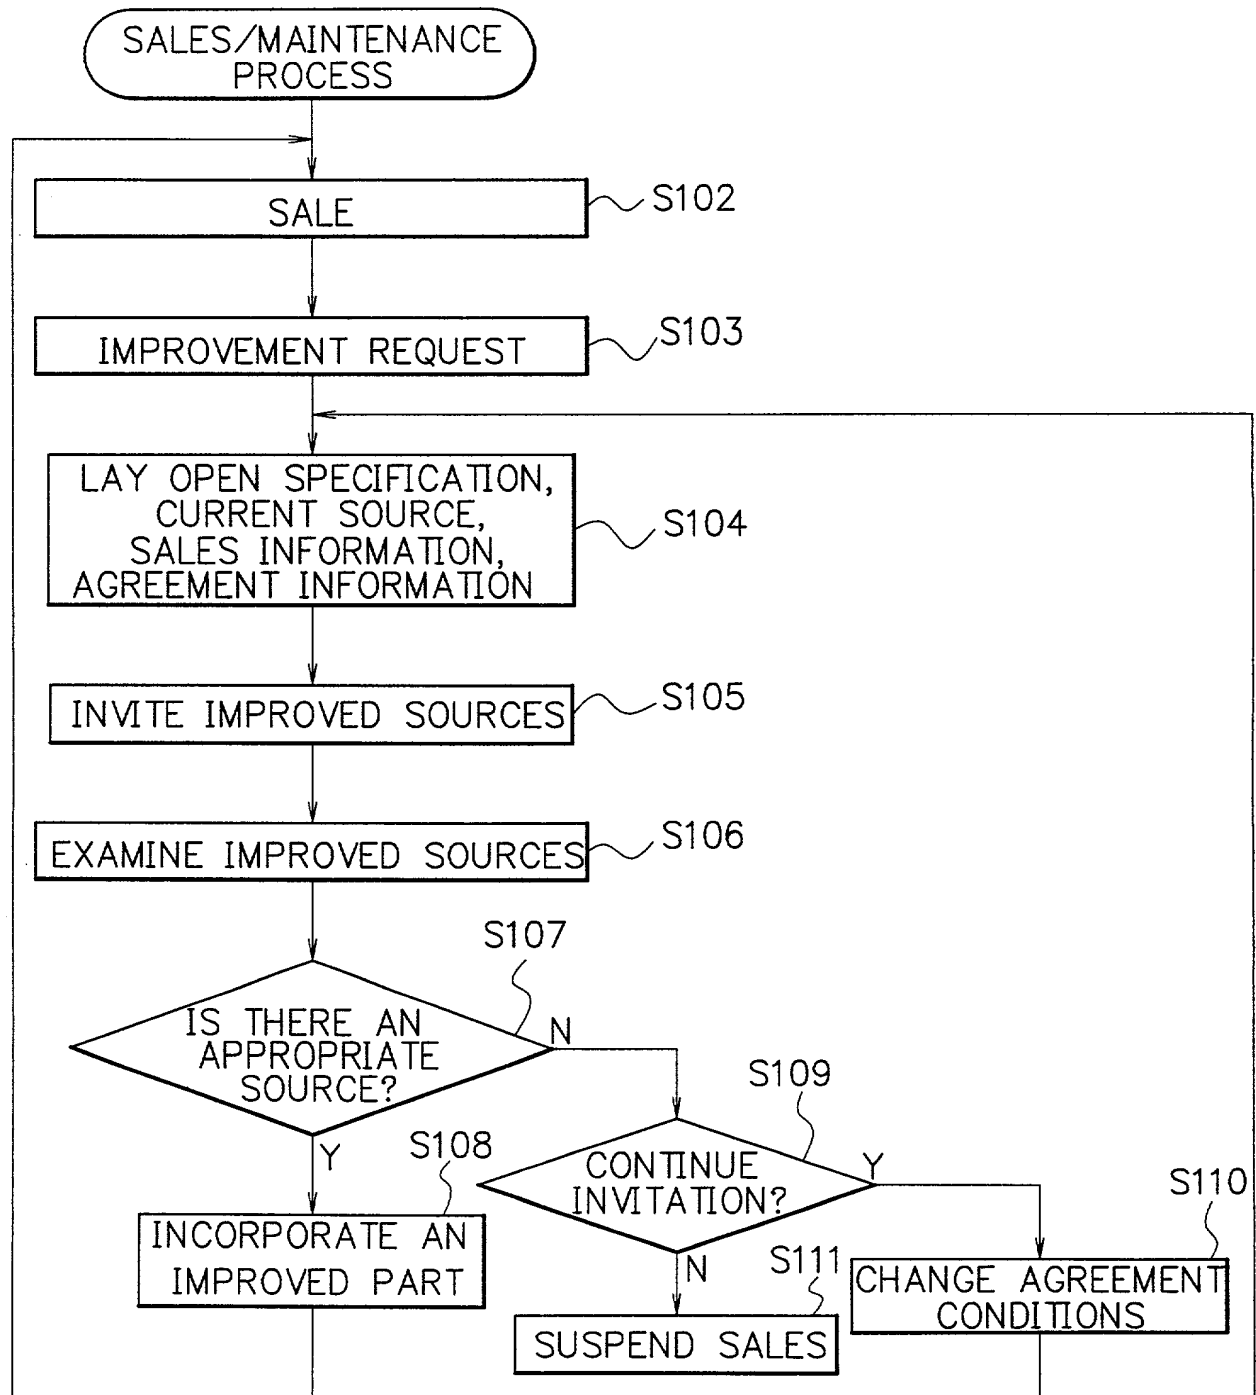 SALES/MAINTENANCE
PROCESS
SALE
S102
IMPROVEMENT REQUEST
S103
LAY OPEN SPECIFICATION,
CURRENT SOURCE,
SALES INFORMATION,
AGREEMENT INFORMATION
S104
INVITE IMPROVED SOURCES
S105
EXAMINE IMPROVED SOURCES
S106
S107
IS THERE AN
APPROPRIATE
SOURCE?
N
Y
S109
CONTINUE
INVITATION?
Y
N
S108
INCORPORATE AN
IMPROVED PART
S111
SUSPEND SALES
S110
CHANGE AGREEMENT
CONDITIONS